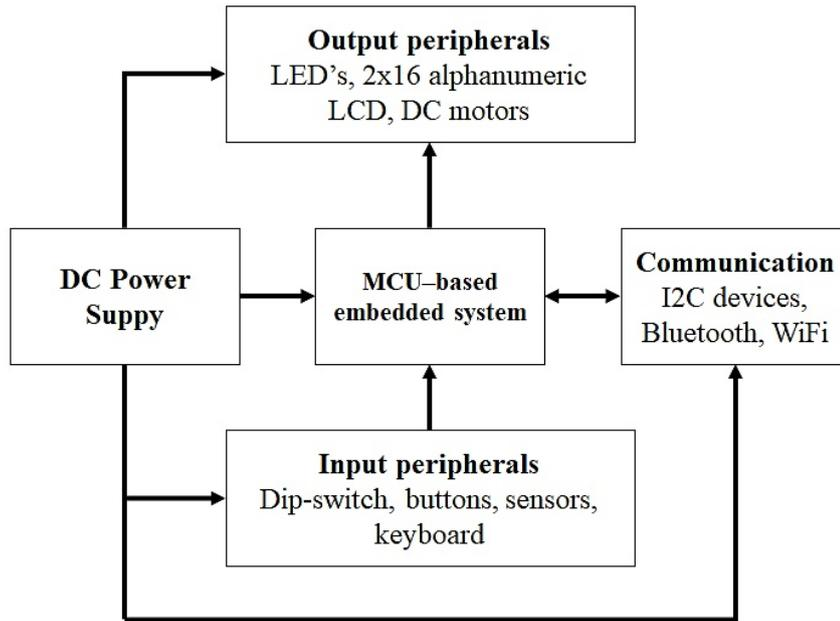 Output peripherals
LED's, 2x16 alphanumeric
LCD, DC motors
DC Power
Suppy
MCU–based
embedded system
Communication
I2C devices,
Bluetooth, WiFi
Input peripherals
Dip-switch, buttons, sensors,
keyboard